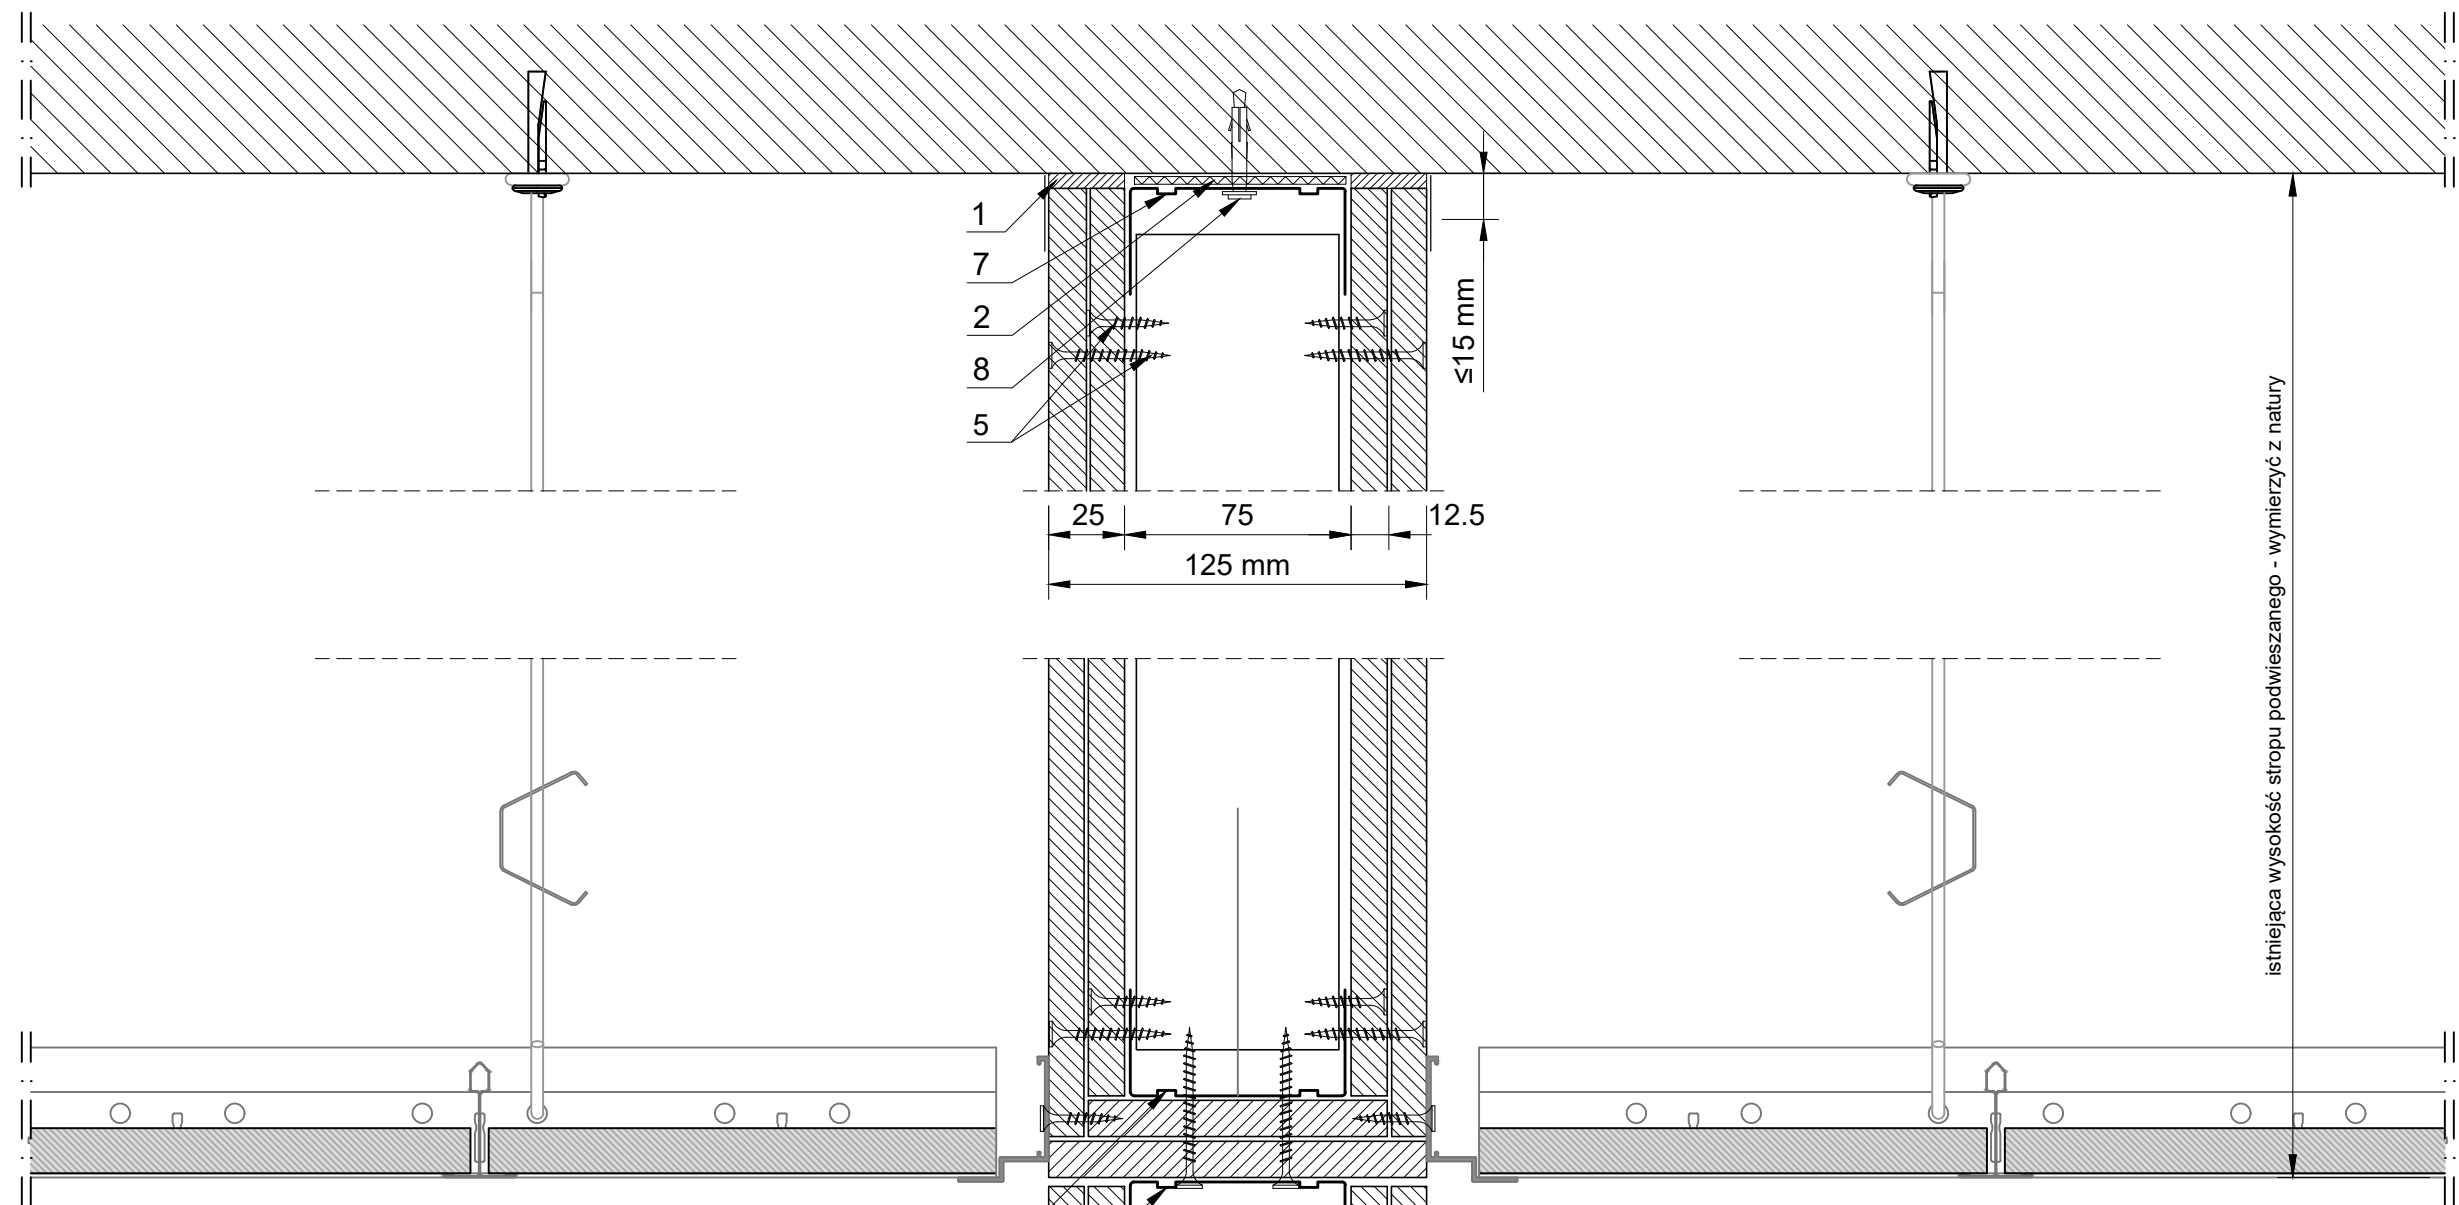 1
7
2
8
5
≤15 mm
25
75
12.5
125 mm
istniejąca wysokość stropu podwieszanego - wymierzyć z natury